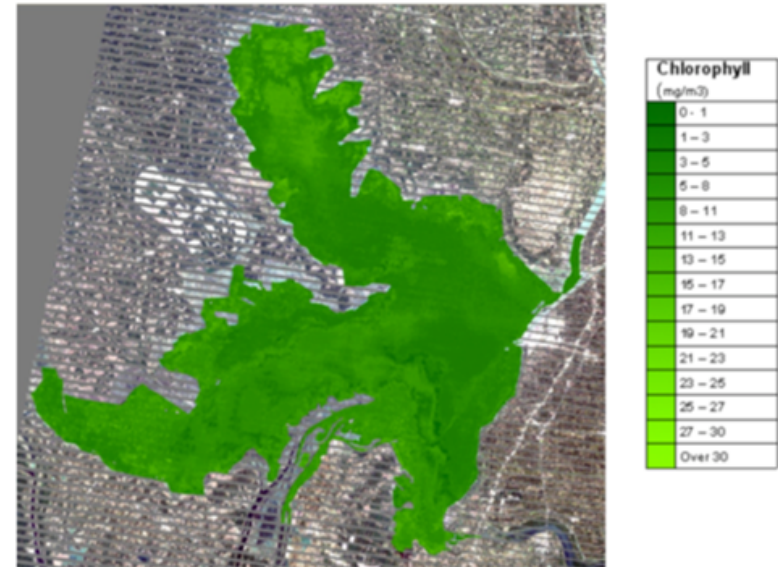 Chlorophyll
(mg/m3)
0 - 1
1 – 3
3 – 5
5 – 8
8 – 11
11 – 13
13 – 15
15 – 17
17 – 19
19 – 21
21 – 23
23 – 25
25 – 27
27 – 30
Over 30